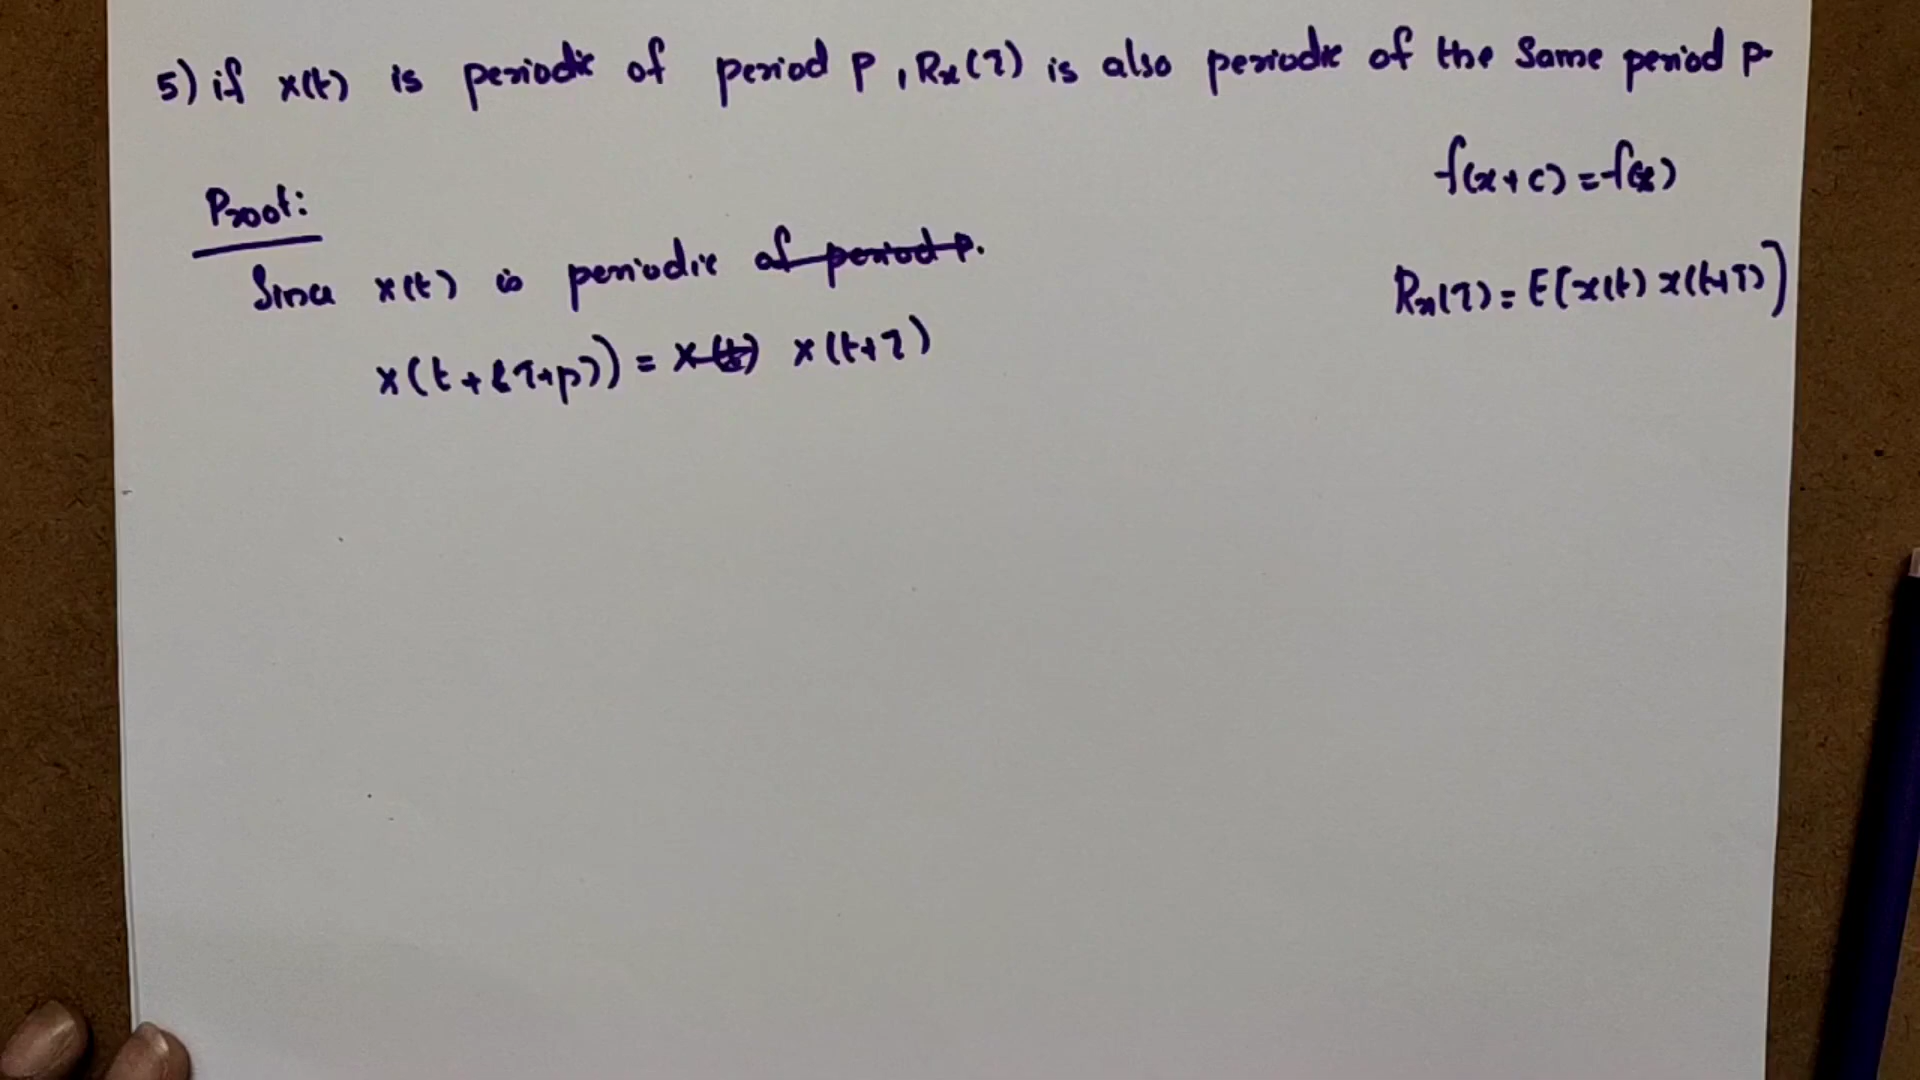 5) if x(t) is periodic of period P, Rx(τ) is also periodic of the same period P.
f(x+c)=f(x)
Proof:
Since x(t) is periodic of period P.
Rx(τ)=E[x(t) x(t+τ)]
x(t+(τ+p))= x(t) x(t+τ)